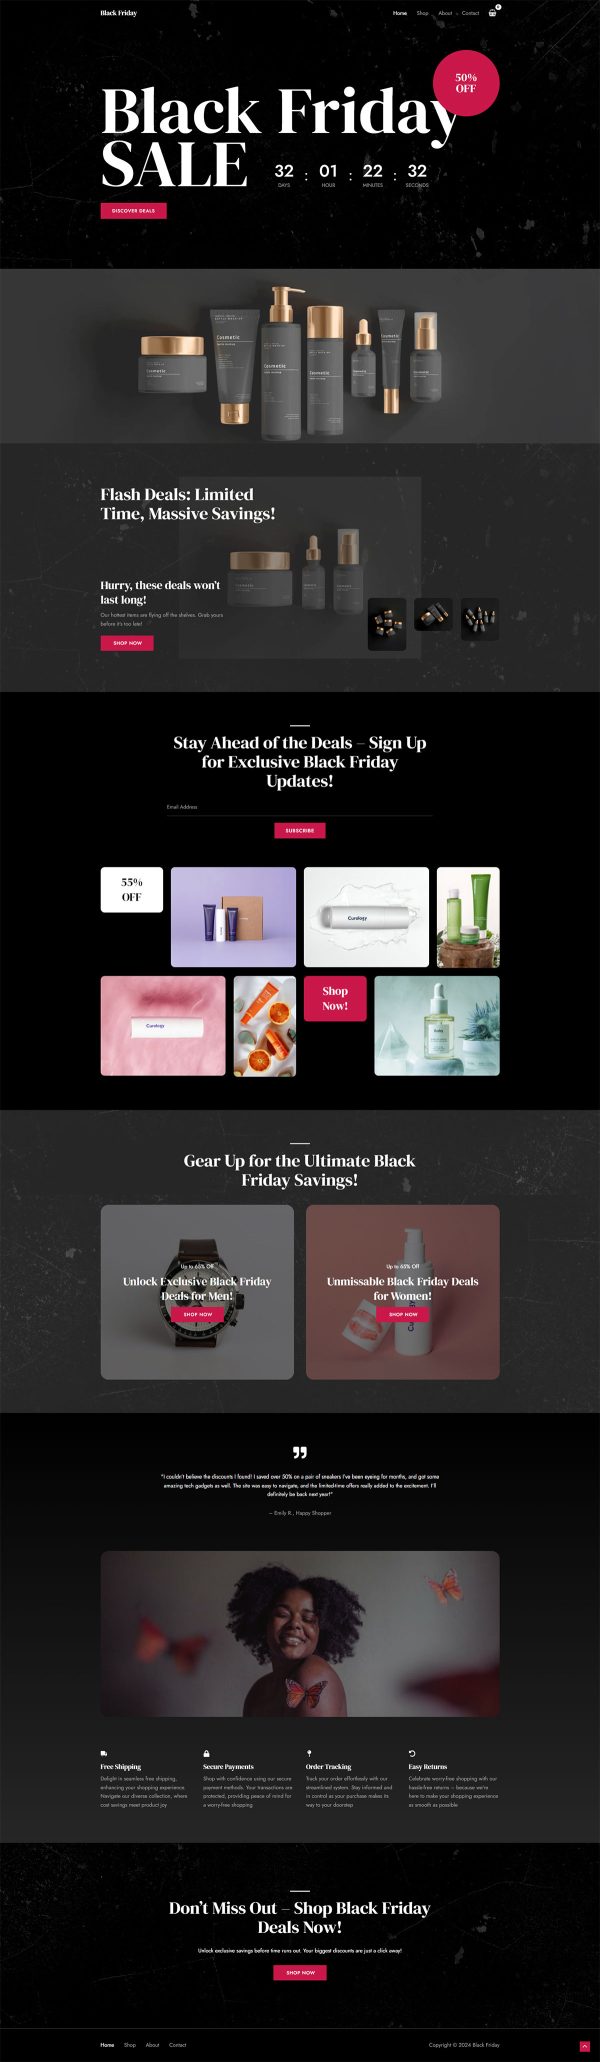 Black Friday
Home Shop About Contact
0
50%
OFF
Black Friday
SALE
32 : 01 : 22 : 32
DAYS HOUR MINUTES SECONDS
DISCOVER DEALS
Cosmetic
Cosmetic
Cosmetic
Cosmetic
Cosmetic
Cosmetic
Cosmetic
Flash Deals: Limited
Time, Massive Savings!
Hurry, these deals won't
last long!
Our hottest items are flying off the shelves. Grab yours
before it's too late!
SHOP NOW
Stay Ahead of the Deals – Sign Up
for Exclusive Black Friday
Updates!
Email Address
SUBSCRIBE
55%
OFF
Curology
Curology
Shop
Now!
Gear Up for the Ultimate Black
Friday Savings!
Up to 65% Off
Unlock Exclusive Black Friday
Deals for Men!
SHOP NOW
Up to 65% Off
Unmissable Black Friday Deals
for Women!
SHOP NOW
"I couldn't believe the discounts I found! I saved over 50% on a pair of sneakers I've been eyeing for months, and got some
amazing tech gadgets as well. The site was easy to navigate, and the limited-time offers really added to the excitement. I'll
definitely be back next year!"
– Emily R., Happy Shopper
Free Shipping
Delight in seamless free shipping,
enhancing your shopping experience.
Navigate our diverse collection, where
cost savings meet product joy
Secure Payments
Shop with confidence using our secure
payment methods. Your transactions are
protected, providing peace of mind for
a worry-free shopping
Order Tracking
Track your order effortlessly with our
streamlined system. Stay informed and
in control as your purchase makes its
way to your doorstep
Easy Returns
Celebrate worry-free shopping with our
hassle-free returns – because we're
here to make your shopping experience
as smooth as possible
Don't Miss Out – Shop Black Friday
Deals Now!
Unlock exclusive savings before time runs out. Your biggest discounts are just a click away!
SHOP NOW
Home Shop About Contact
Copyright © 2024 Black Friday